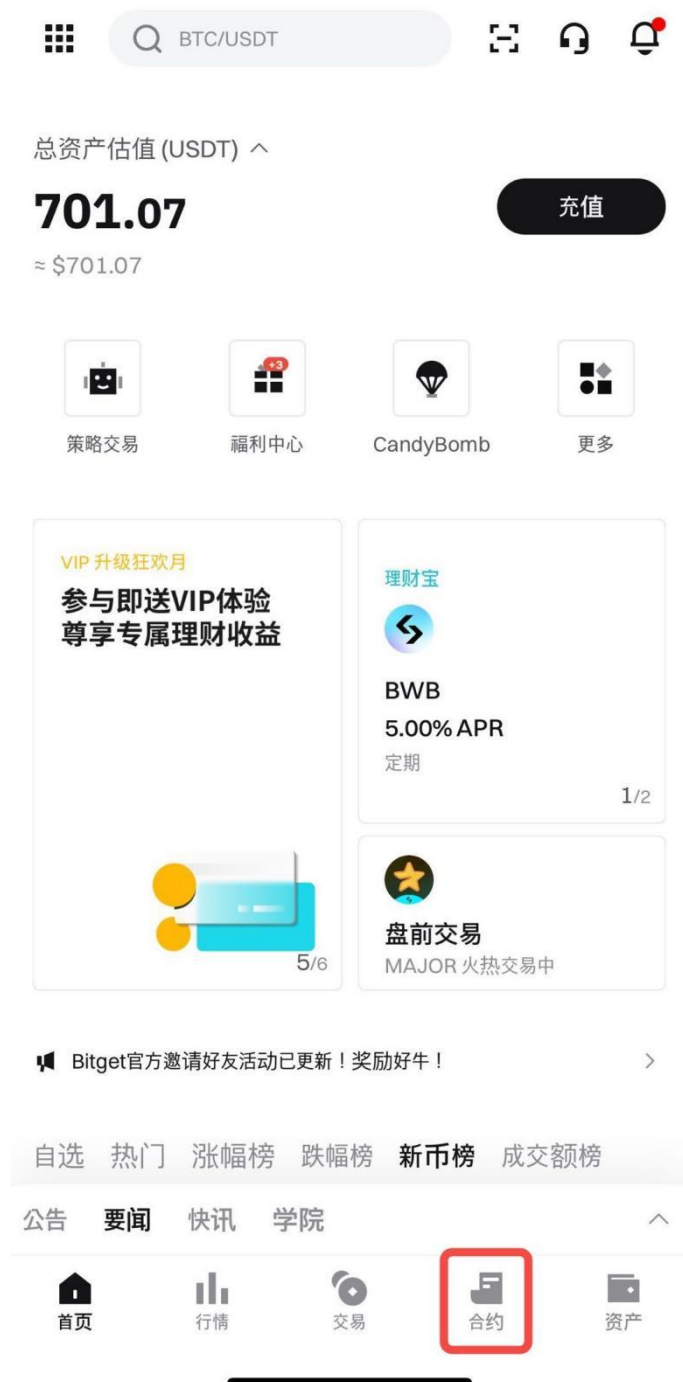 BTC/USDT
总资产估值 (USDT)
701.07
充值
≈ $701.07
+3
策略交易
福利中心
CandyBomb
更多
VIP 升级狂欢月
参与即送VIP体验
尊享专属理财收益
5/6
理财宝
BWB
5.00% APR
定期
1/2
盘前交易
MAJOR 火热交易中
Bitget官方邀请好友活动已更新！奖励好牛！
自选 热门 涨幅榜 跌幅榜 新币榜 成交额榜
公告 要闻 快讯 学院
首页 行情 交易 合约 资产